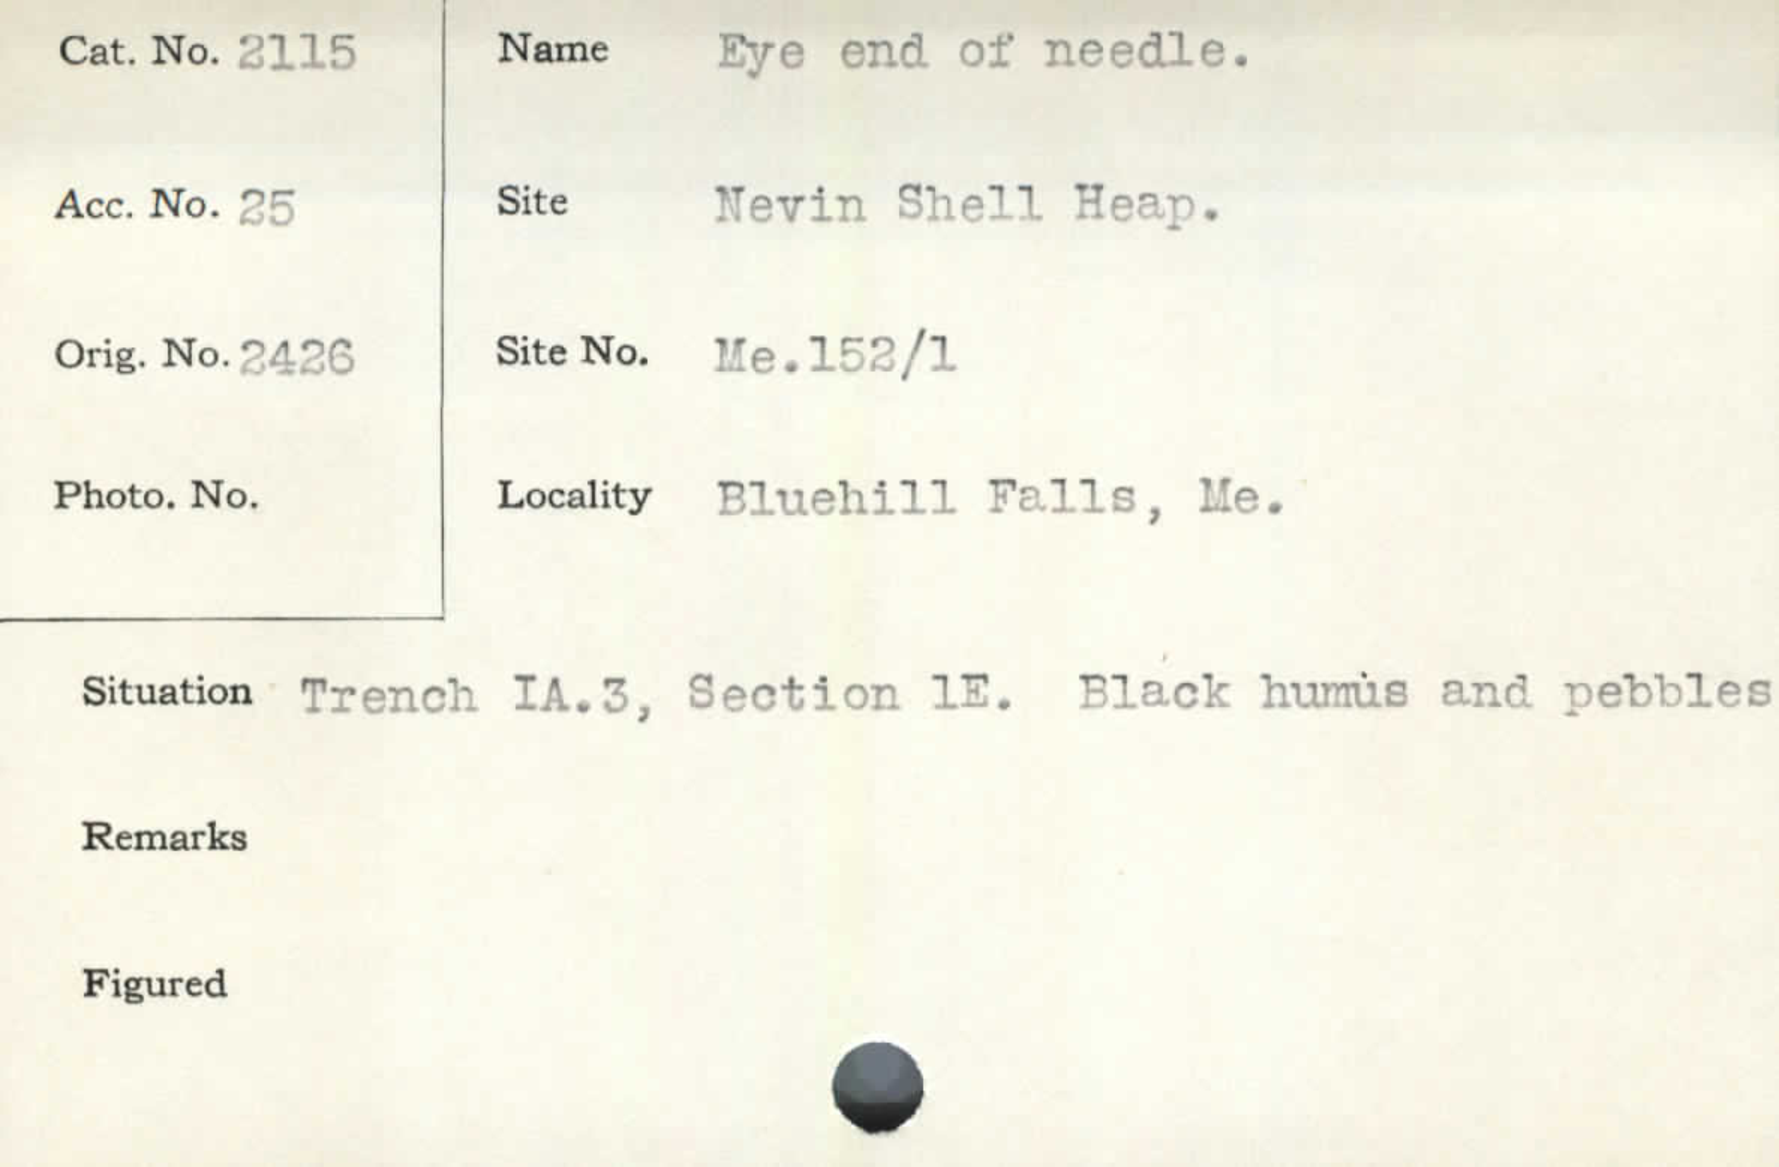 Cat. No. 2115 Name Eye end of needle.
Acc. No. 25 Site Nevin Shell Heap.
Orig. No. 2426 Site No. Me.152/1
Photo. No. Locality Bluehill Falls, Me.
Situation Trench IA.3, Section 1E. Black humus and pebbles
Remarks
Figured